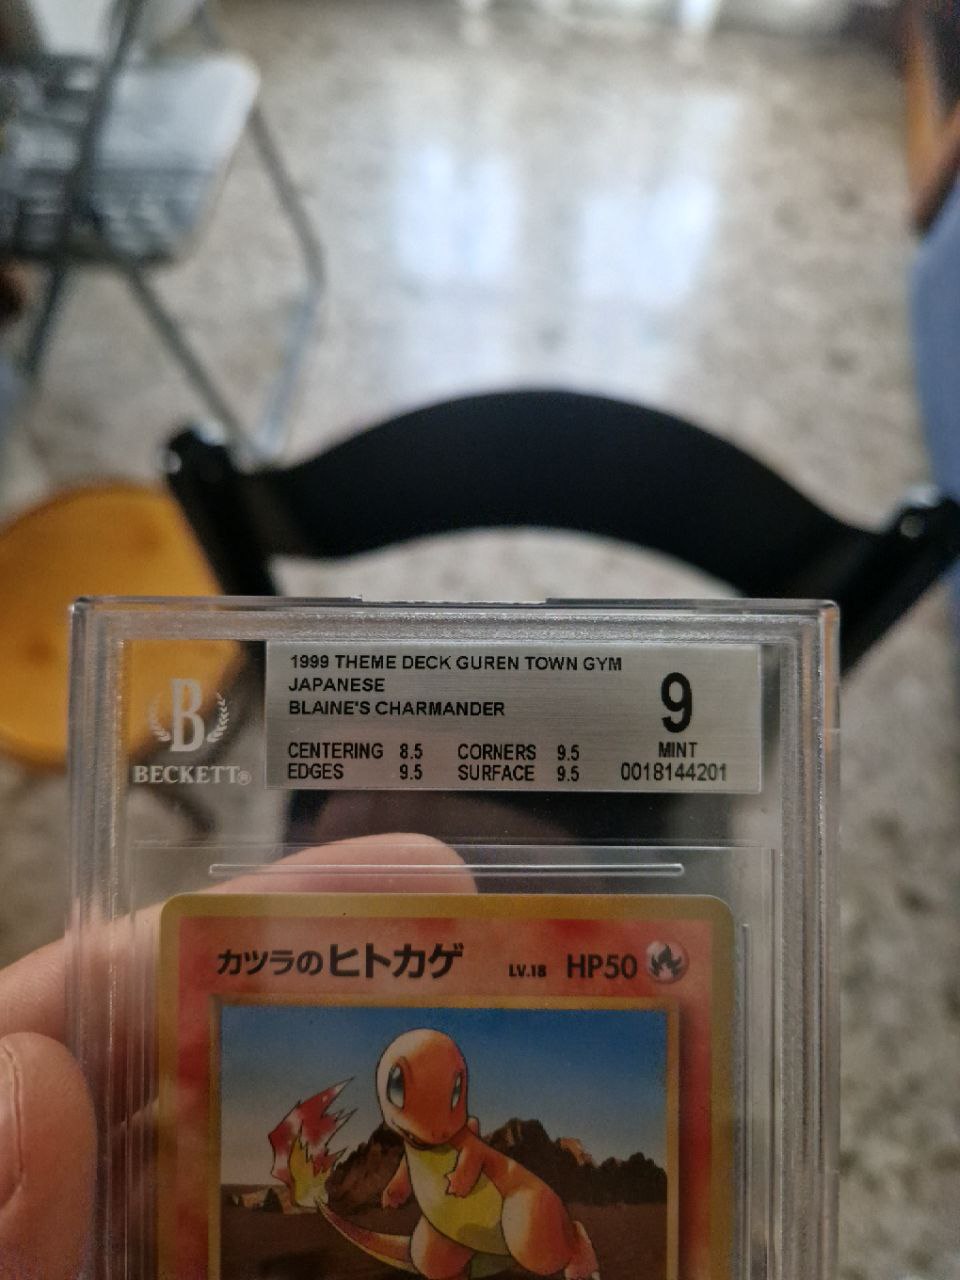 1999 THEME DECK GUREN TOWN GYM
JAPANESE
BLAINE'S CHARMANDER
9
MINT
CENTERING 8.5 CORNERS 9.5
EDGES 9.5 SURFACE 9.5
0018144201
B
BECKETT®
カツラのヒトカゲ LV.18 HP50